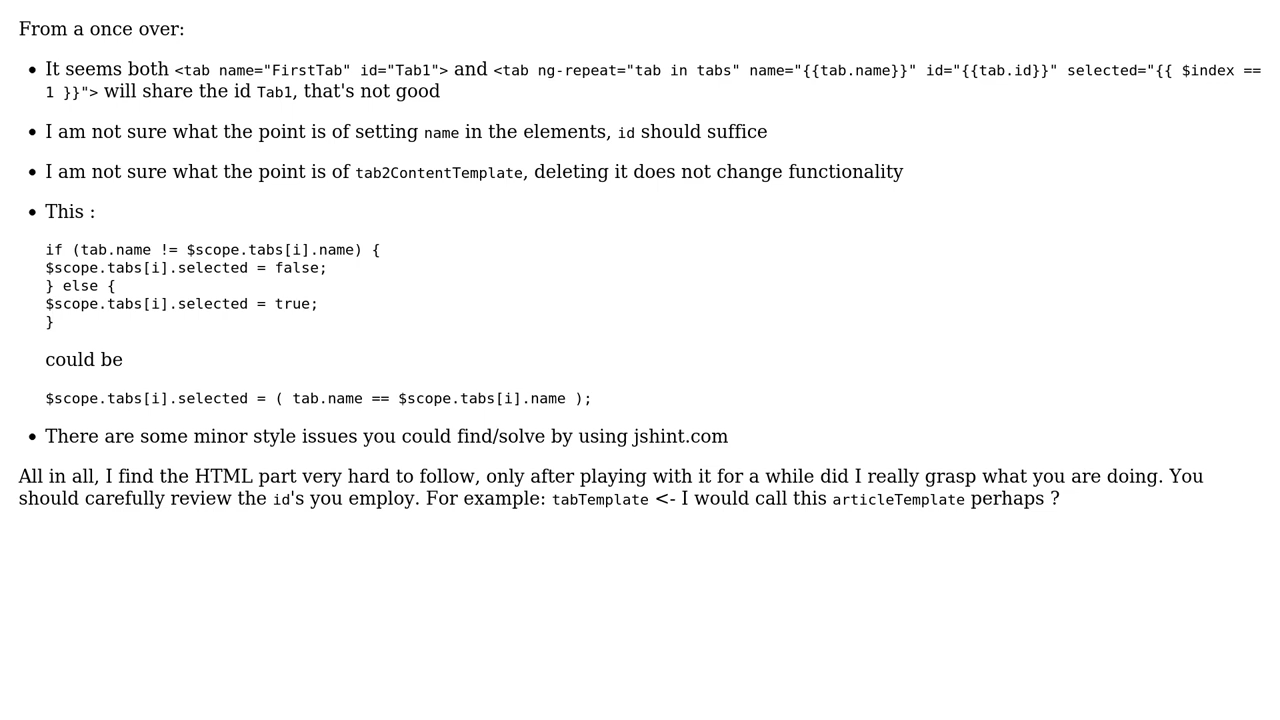 From a once over:
It seems both <tab name="FirstTab" id="Tab1"> and <tab ng-repeat="tab in tabs" name="{{tab.name}}" id="{{tab.id}}" selected="{{ $index ==
1 }}"> will share the id Tab1, that's not good
I am not sure what the point is of setting name in the elements, id should suffice
I am not sure what the point is of tab2ContentTemplate, deleting it does not change functionality
This :
if (tab.name != $scope.tabs[i].name) {
$scope.tabs[i].selected = false;
} else {
$scope.tabs[i].selected = true;
}
could be
$scope.tabs[i].selected = ( tab.name == $scope.tabs[i].name );
There are some minor style issues you could find/solve by using jshint.com
All in all, I find the HTML part very hard to follow, only after playing with it for a while did I really grasp what you are doing. You
should carefully review the id's you employ. For example: tabTemplate <- I would call this articleTemplate perhaps ?